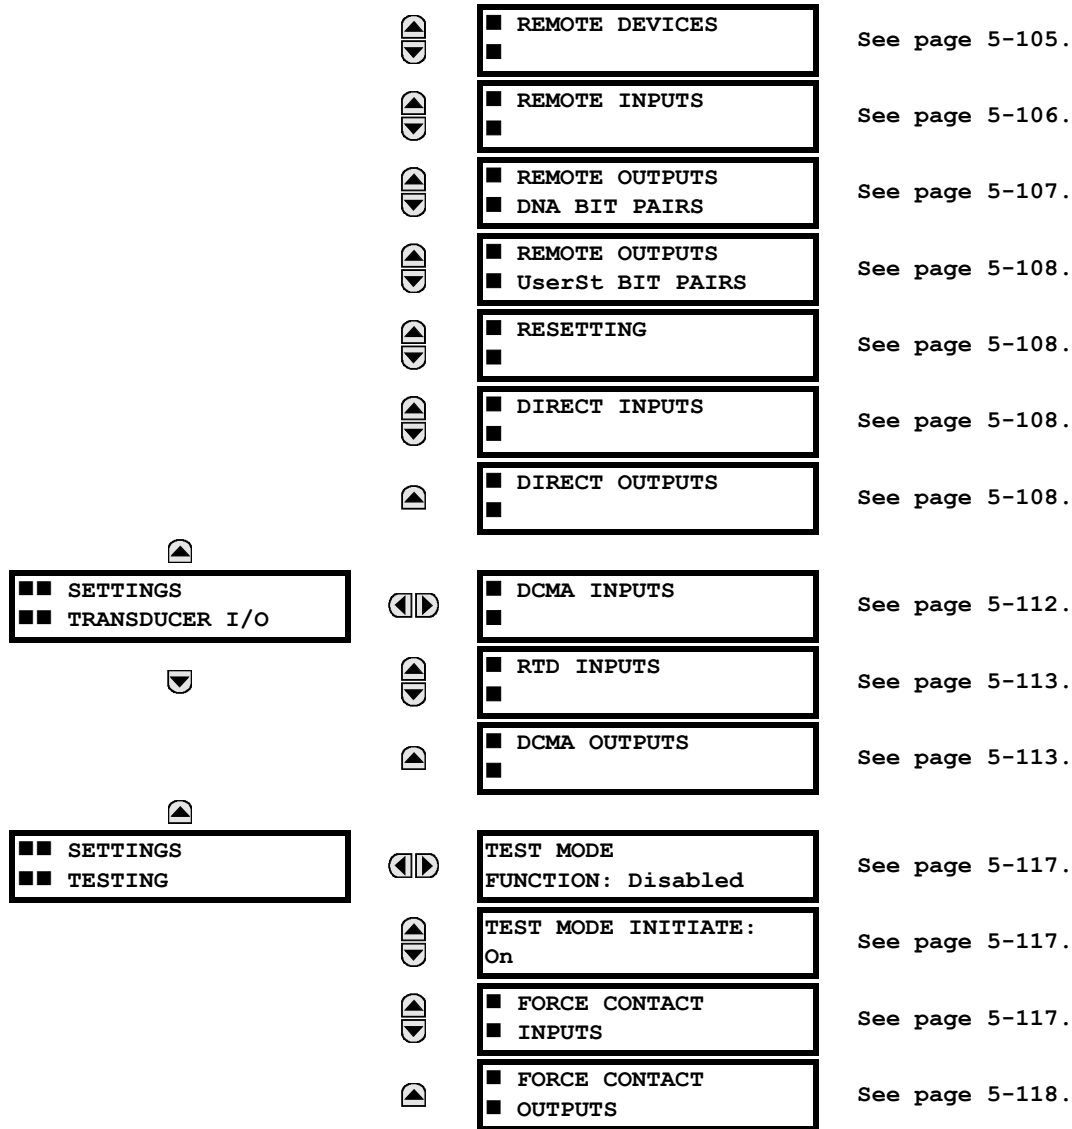 ■ REMOTE DEVICES
■
See page 5-105.
■ REMOTE INPUTS
■
See page 5-106.
■ REMOTE OUTPUTS
■ DNA BIT PAIRS
See page 5-107.
■ REMOTE OUTPUTS
■ UserSt BIT PAIRS
See page 5-108.
■ RESETTING
■
See page 5-108.
■ DIRECT INPUTS
■
See page 5-108.
■ DIRECT OUTPUTS
■
See page 5-108.
■■ SETTINGS
■■ TRANSDUCER I/O
■ DCMA INPUTS
■
See page 5-112.
■ RTD INPUTS
■
See page 5-113.
■ DCMA OUTPUTS
■
See page 5-113.
■■ SETTINGS
■■ TESTING
TEST MODE
FUNCTION: Disabled
See page 5-117.
TEST MODE INITIATE:
On
See page 5-117.
■ FORCE CONTACT
■ INPUTS
See page 5-117.
■ FORCE CONTACT
■ OUTPUTS
See page 5-118.